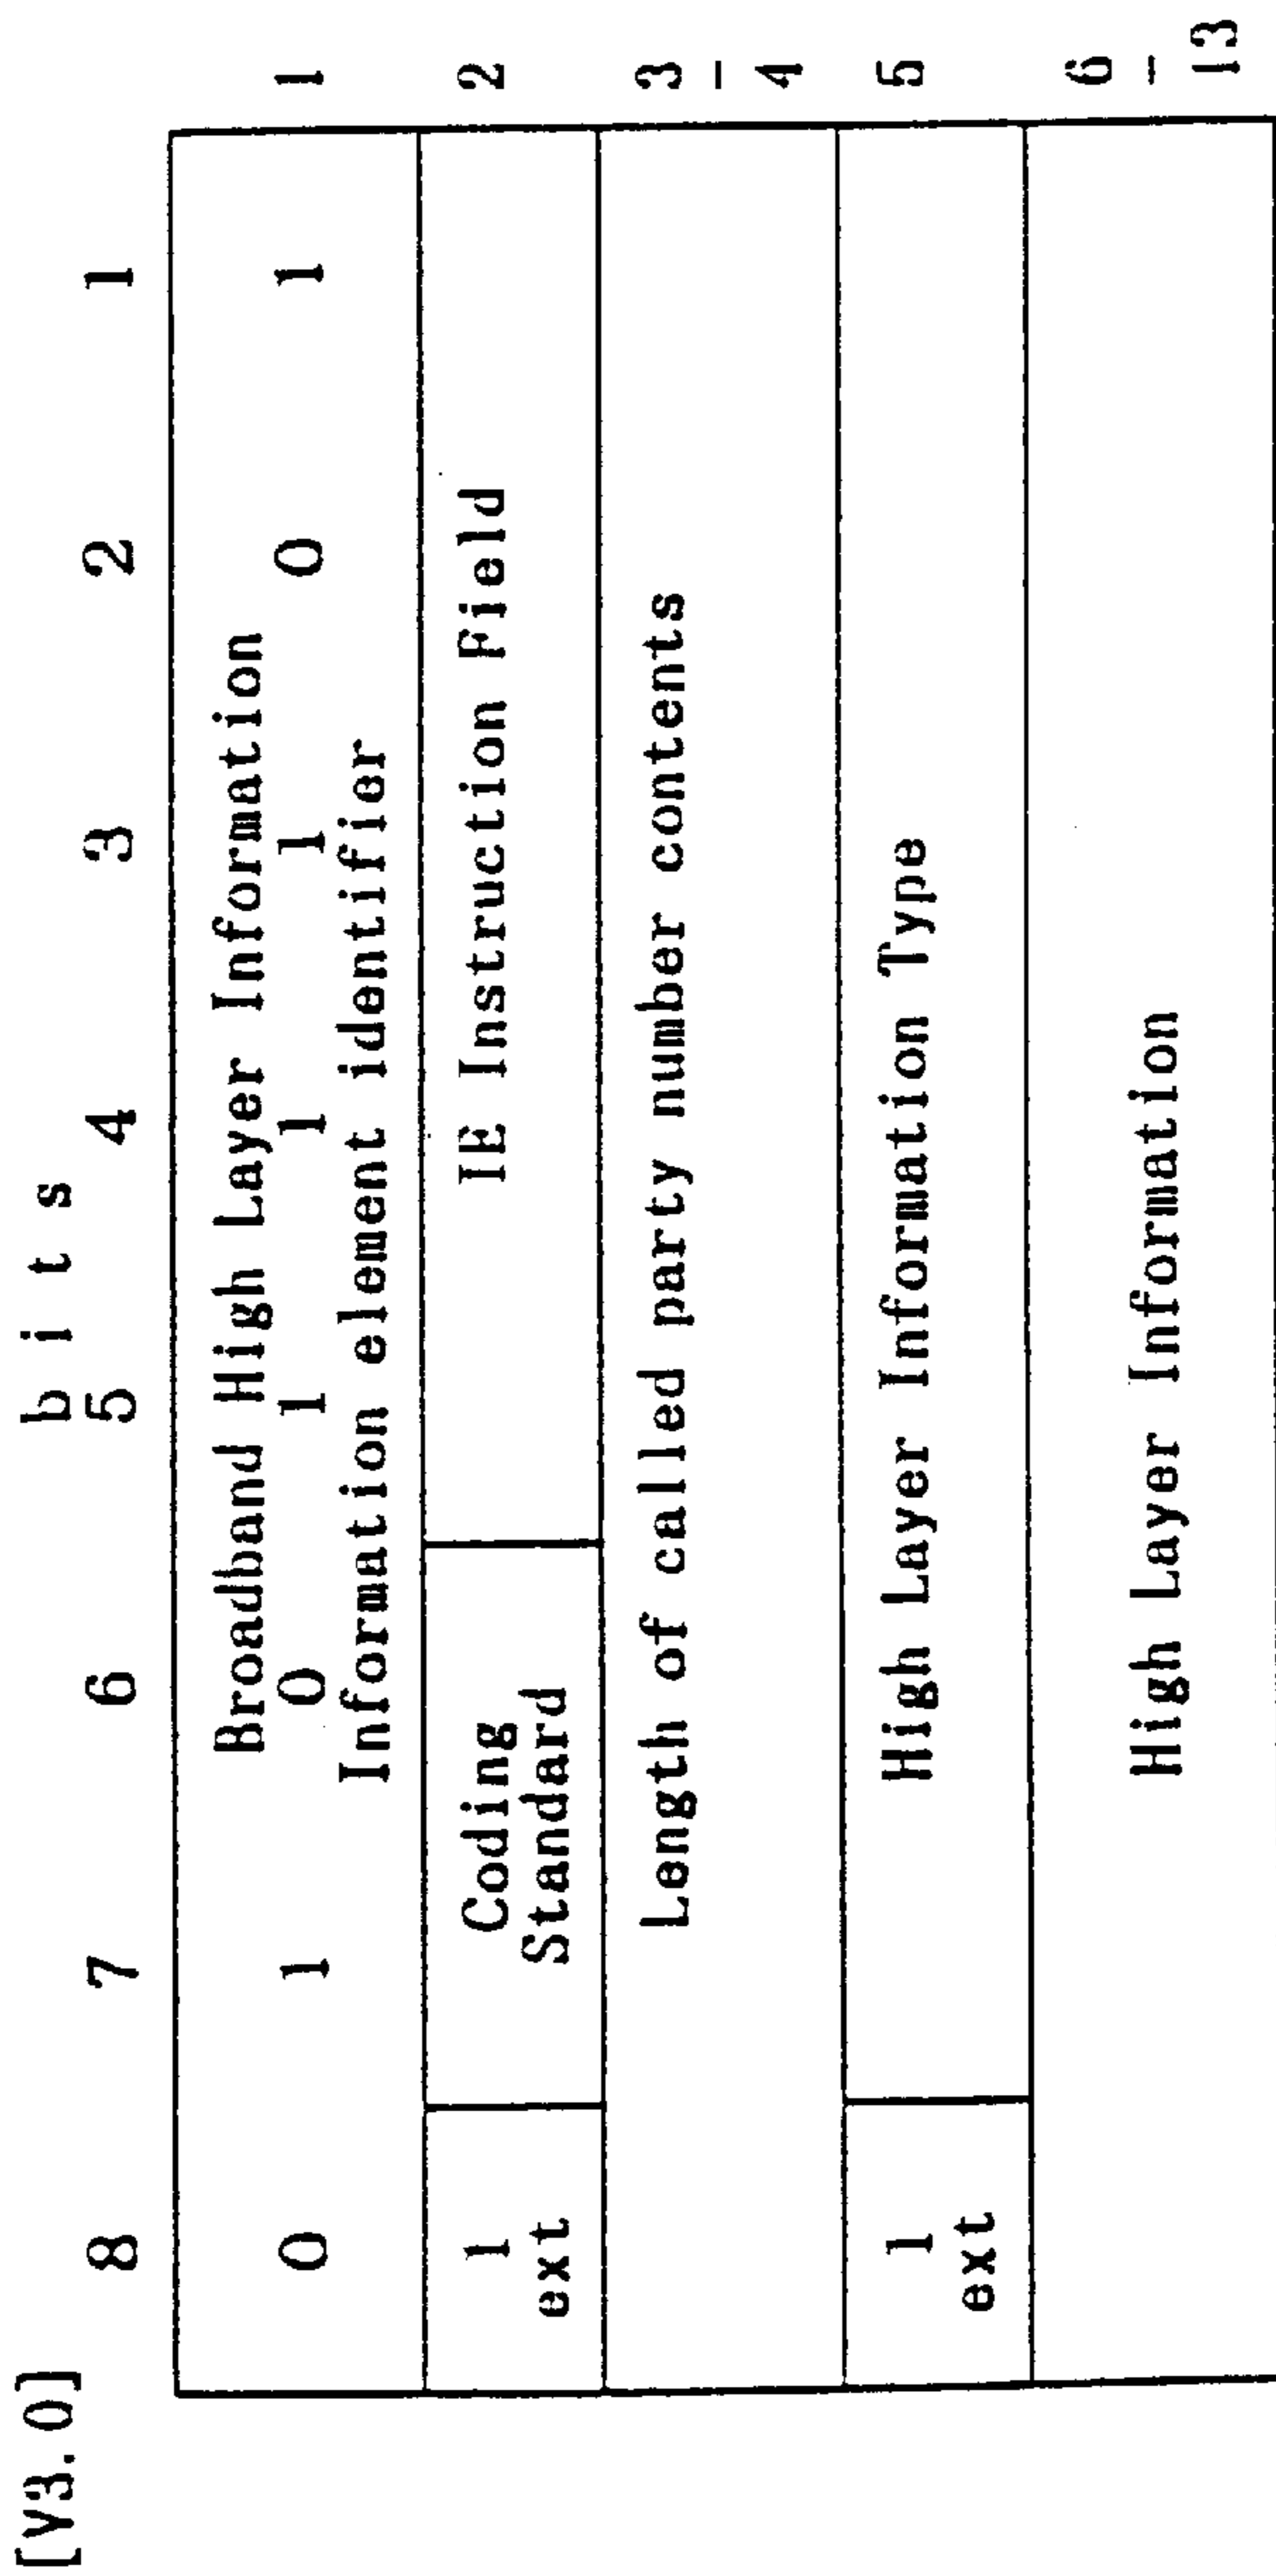 [V3.0]
bits
8 7 6 5 4 3 2 1
Broadband High Layer Information
0 1 0 1 1 1 0 1 1
Information element identifier
1
ext
Coding
Standard
IE Instruction Field
2
Length of called party number contents
3
-
4
1
ext
High Layer Information Type
5
High Layer Information
6
-
13